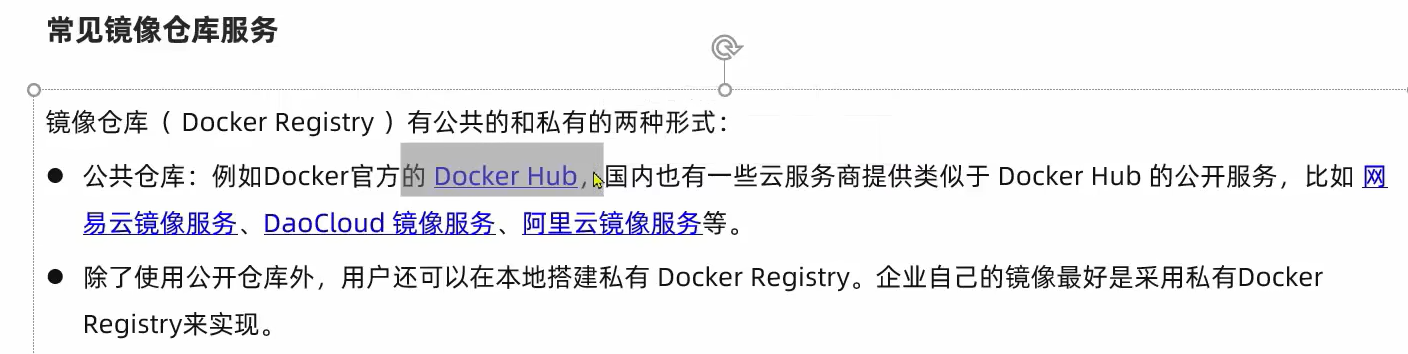 常见镜像仓库服务
镜像仓库（ Docker Registry ）有公共的和私有的两种形式：
● 公共仓库：例如Docker官方的 Docker Hub，国内也有一些云服务商提供类似于 Docker Hub 的公开服务，比如 网
易云镜像服务、DaoCloud 镜像服务、阿里云镜像服务等。
● 除了使用公开仓库外，用户还可以在本地搭建私有 Docker Registry。企业自己的镜像最好是采用私有Docker
Registry来实现。